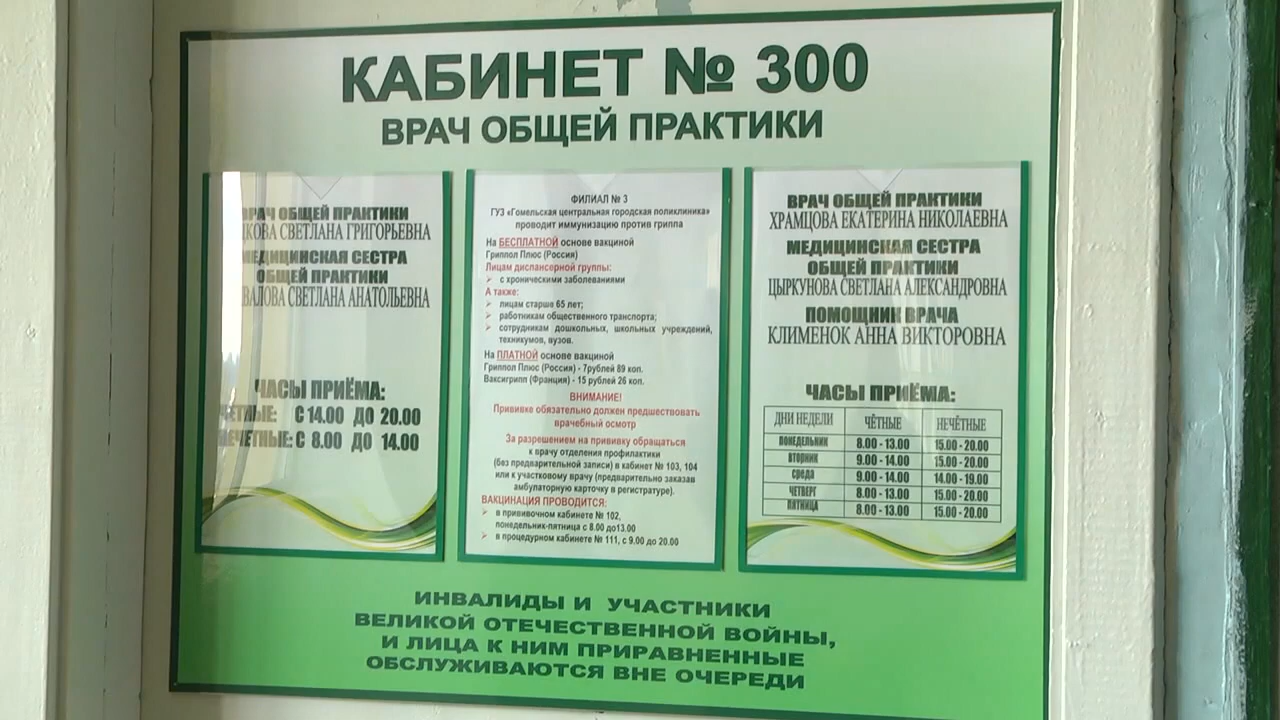 КАБИНЕТ № 300
ВРАЧ ОБЩЕЙ ПРАКТИКИ
ВРАЧ ОБЩЕЙ ПРАКТИКИ
СВЕТЛАНА ГРИГОРЬЕВНА
МЕДИЦИНСКАЯ СЕСТРА
ОБЩЕЙ ПРАКТИКИ
СВЕТЛАНА АНАТОЛЬЕВНА
ЧАСЫ ПРИЁМА:
ЧЕТНЫЕ: С 14.00 ДО 20.00
НЕЧЕТНЫЕ: С 8.00 ДО 14.00
ФИЛИАЛ № 3
ГУЗ «Гомельская центральная городская поликлиника»
проводит иммунизацию против гриппа
На БЕСПЛАТНОЙ основе вакциной
Гриппол Плюс (Россия)
Лицам диспансерной группы:
с хроническими заболеваниями
А также:
лицам старше 65 лет;
работникам общественного транспорта;
сотрудникам дошкольных, школьных учреждений,
техникумов, вузов.
На ПЛАТНОЙ основе вакциной
Гриппол Плюс (Россия) - 7рублей 89 коп.
Ваксигрипп (Франция) - 15 рублей 26 коп.
ВНИМАНИЕ!
Прививке обязательно должен предшествовать
врачебный осмотр
За разрешением на прививку обращаться
к врачу отделения профилактики
(без предварительной записи) в кабинет № 103, 104
или к участковому врачу (предварительно заказав
амбулаторную карточку в регистратуре).
ВАКЦИНАЦИЯ ПРОВОДИТСЯ:
в прививочном кабинете № 102,
понедельник-пятница с 8.00 до13.00
в процедурном кабинете № 111, с 9.00 до 20.00
ВРАЧ ОБЩЕЙ ПРАКТИКИ
ХРАМЦОВА ЕКАТЕРИНА НИКОЛАЕВНА
МЕДИЦИНСКАЯ СЕСТРА
ОБЩЕЙ ПРАКТИКИ
ЦЫРКУНОВА СВЕТЛАНА АЛЕКСАНДРОВНА
ПОМОЩНИК ВРАЧА
КЛИМЕНОК АННА ВИКТОРОВНА
ЧАСЫ ПРИЁМА:
ДНИ НЕДЕЛИ ЧЁТНЫЕ НЕЧЁТНЫЕ
ПОНЕДЕЛЬНИК 8.00 - 13.00 15.00 - 20.00
ВТОРНИК 9.00 - 14.00 15.00 - 20.00
СРЕДА 9.00 - 14.00 14.00 - 19.00
ЧЕТВЕРГ 8.00 - 13.00 15.00 - 20.00
ПЯТНИЦА 8.00 - 13.00 15.00 - 20.00
ИНВАЛИДЫ И УЧАСТНИКИ
ВЕЛИКОЙ ОТЕЧЕСТВЕННОЙ ВОЙНЫ,
И ЛИЦА К НИМ ПРИРАВНЕННЫЕ
ОБСЛУЖИВАЮТСЯ ВНЕ ОЧЕРЕДИ